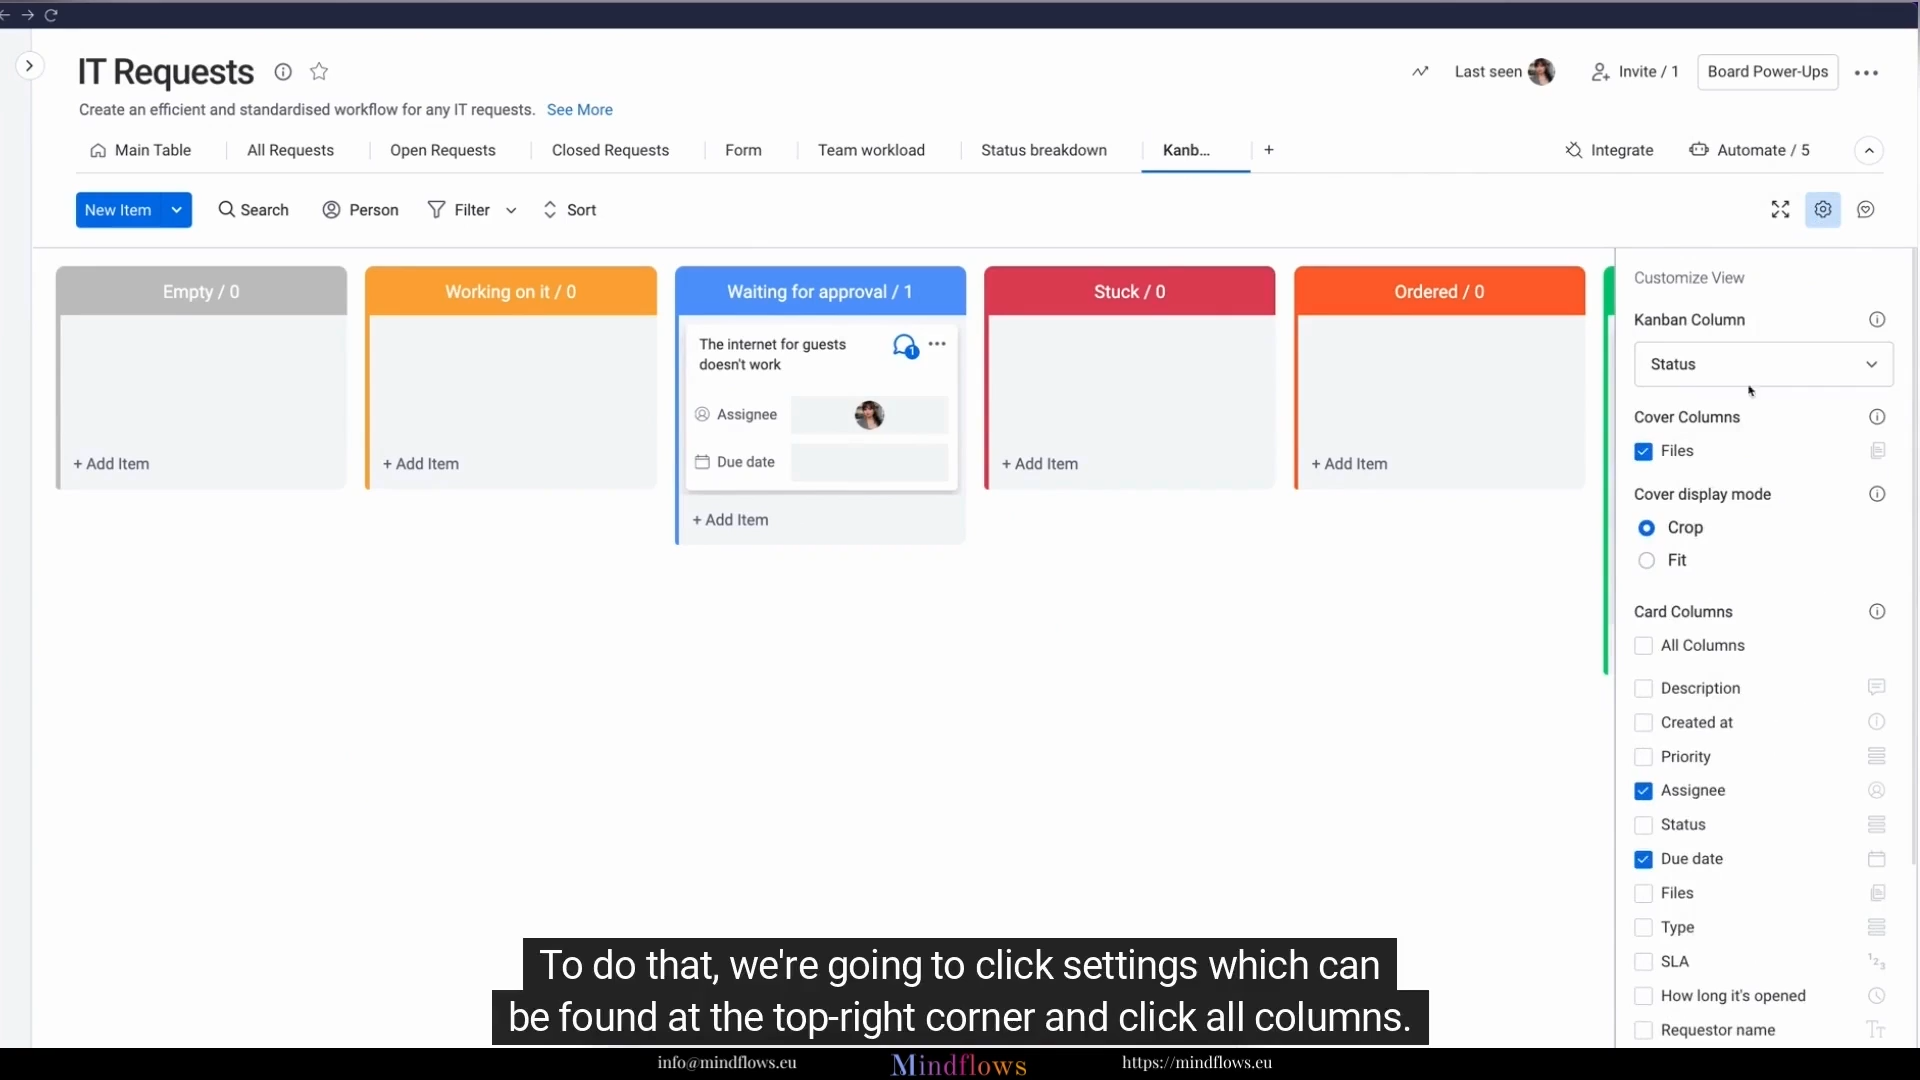 IT Requests
Last seen
Invite / 1
Board Power-Ups
Create an efficient and standardised workflow for any IT requests. See More
Main Table
All Requests
Open Requests
Closed Requests
Form
Team workload
Status breakdown
Kanb...
+
Integrate
Automate / 5
New Item
Search
Person
Filter
Sort
Empty / 0
+ Add Item
Working on it / 0
+ Add Item
Waiting for approval / 1
The internet for guests
doesn't work
1
Assignee
Due date
+ Add Item
Stuck / 0
+ Add Item
Ordered / 0
+ Add Item
Customize View
Kanban Column
Status
Cover Columns
Files
Cover display mode
Crop
Fit
Card Columns
All Columns
Description
Created at
Priority
Assignee
Status
Due date
Files
Type
SLA
How long it's opened
Requestor name
To do that, we're going to click settings which can
be found at the top-right corner and click all columns.
info@mindflows.eu
Mindflows
https://mindflows.eu